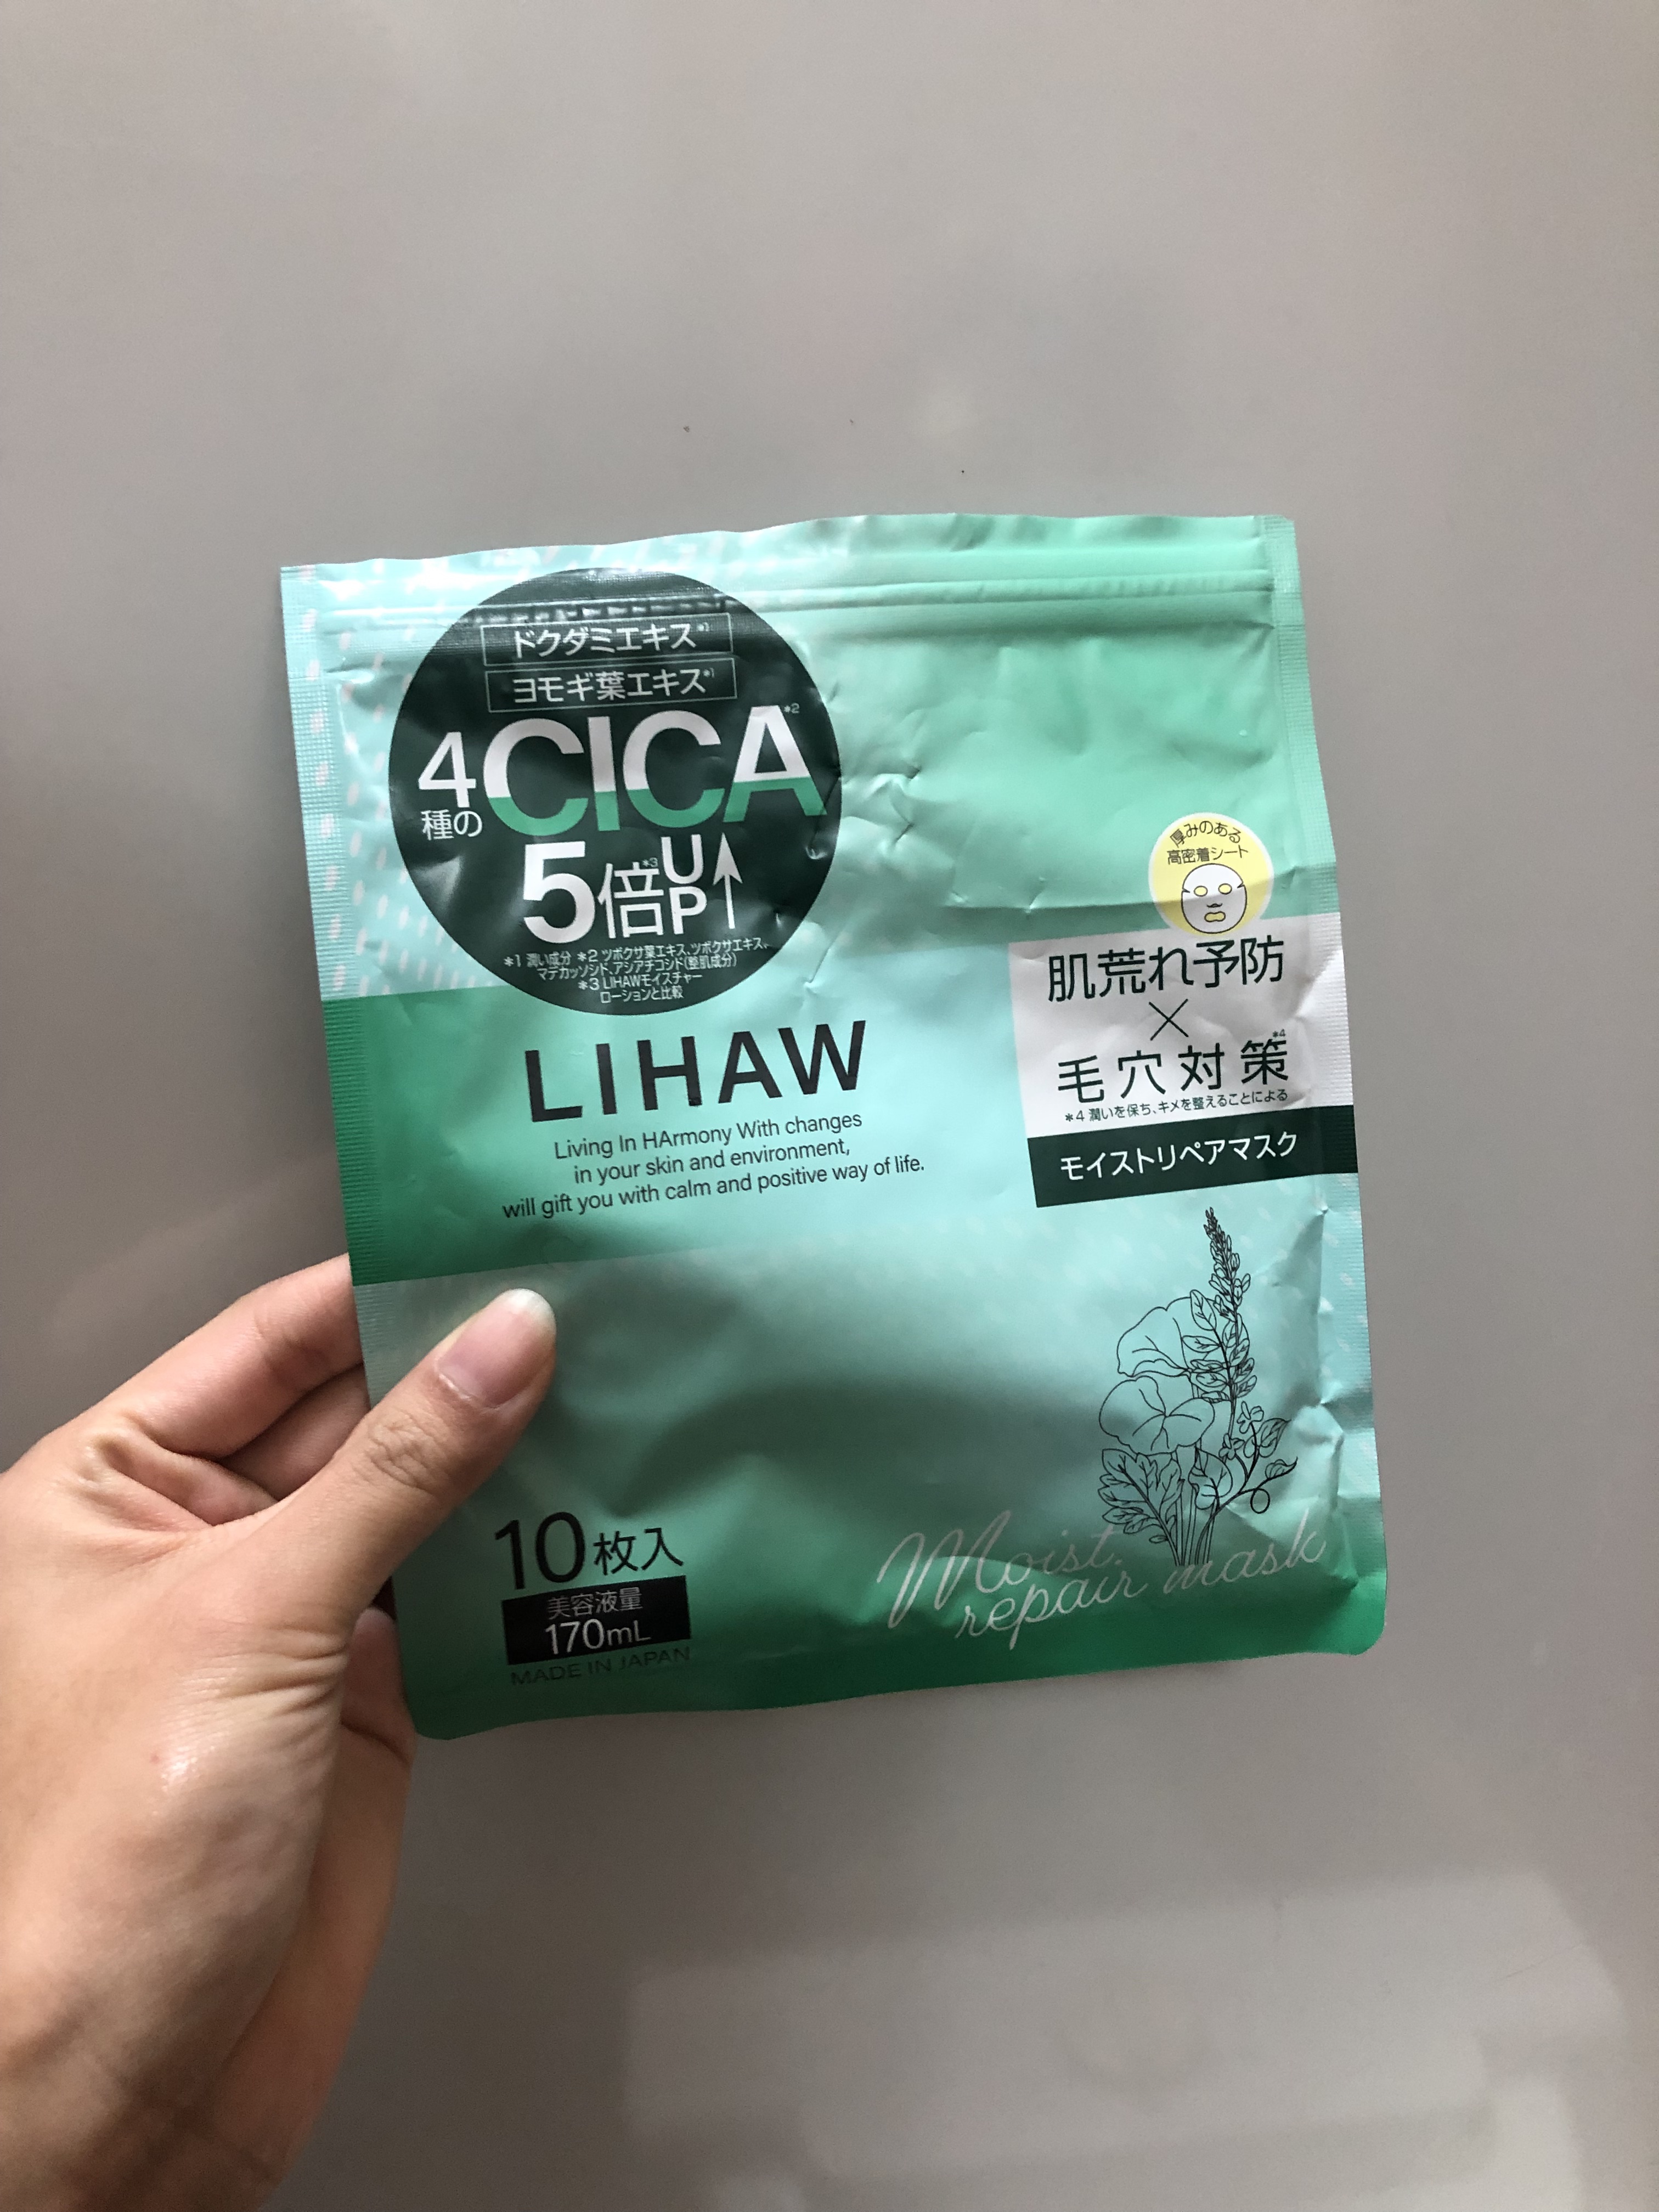 ドクダミエキス*1
ヨモギ葉エキス*1
4種のCICA*2
5倍*3UP
*1 潤い成分 *2 ツボクサ葉エキス、ツボクサエキス、
マデカッソシド、アシアチコシド(整肌成分)
*3 LIHAWモイスチャー
ローションと比較
厚みのある
高密着シート
肌荒れ予防
×
毛穴対策*4
*4 潤いを保ち、キメを整えることによる
モイストリペアマスク
LIHAW
Living In HArmony With changes
in your skin and environment,
will gift you with calm and positive way of life.
10枚入
美容液量
170mL
MADE IN JAPAN
Moist
repair mask